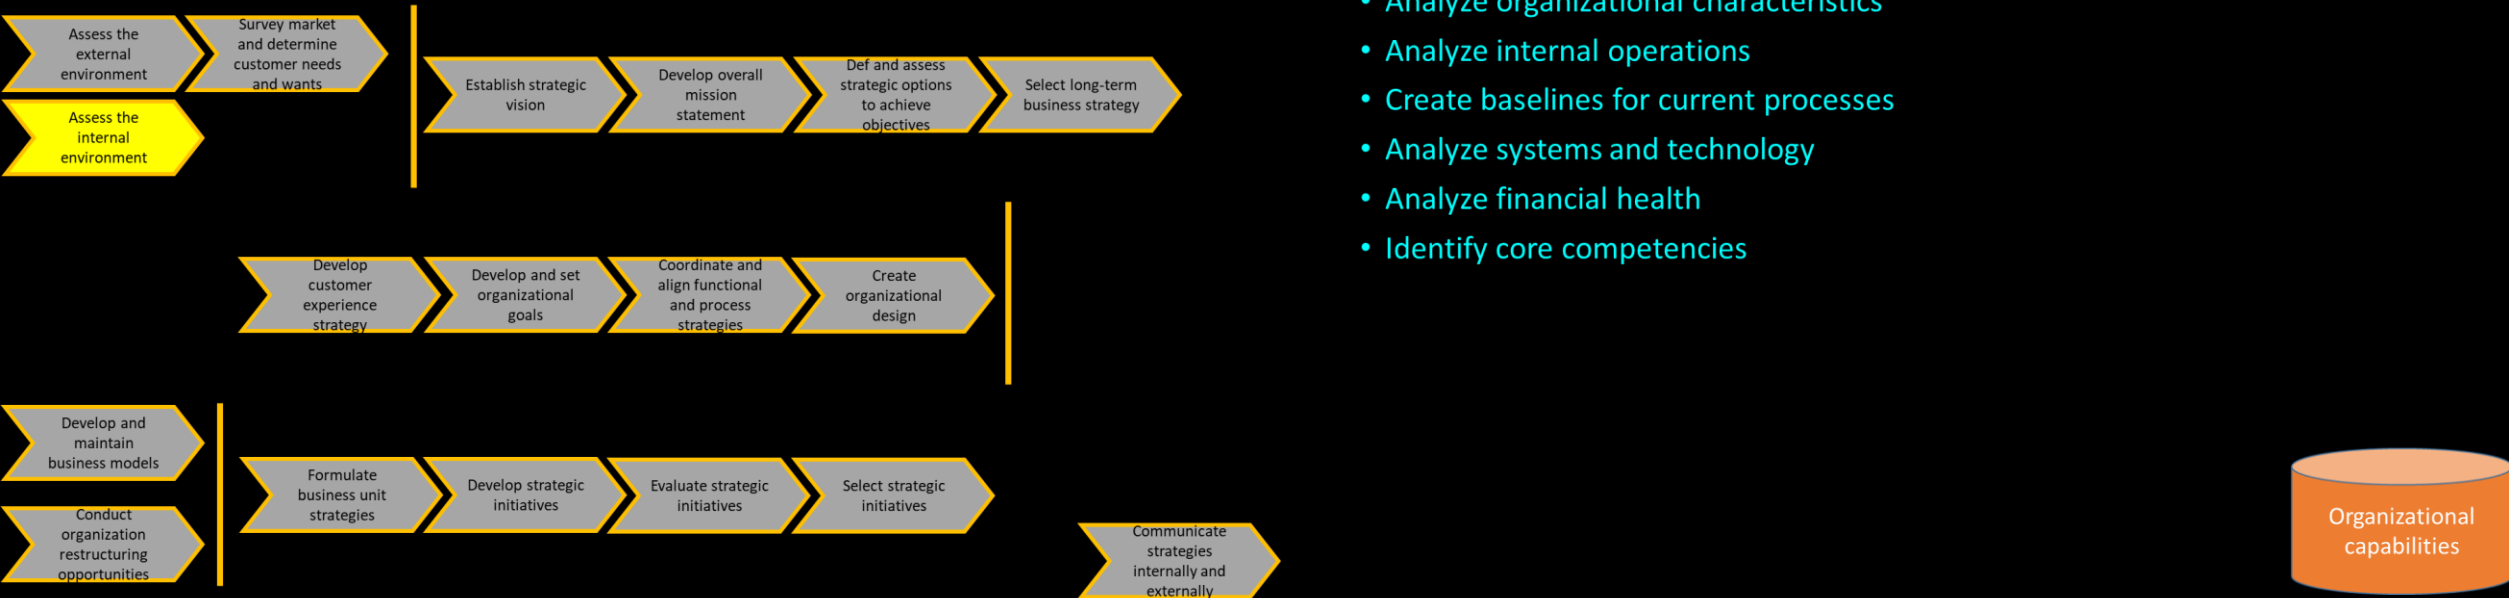 Assess the
external
environment
Survey market
and determine
customer needs
and wants
Assess the
internal
environment
Establish strategic
vision
Develop overall
mission
statement
Def and assess
strategic options
to achieve
objectives
Select long-term
business strategy
Develop
customer
experience
strategy
Develop and set
organizational
goals
Coordinate and
align functional
and process
strategies
Create
organizational
design
Develop and
maintain
business models
Conduct
organization
restructuring
opportunities
Formulate
business unit
strategies
Develop strategic
initiatives
Evaluate strategic
initiatives
Select strategic
initiatives
Communicate
strategies
internally and
externally
• Analyze organizational characteristics
• Analyze internal operations
• Create baselines for current processes
• Analyze systems and technology
• Analyze financial health
• Identify core competencies
Organizational
capabilities